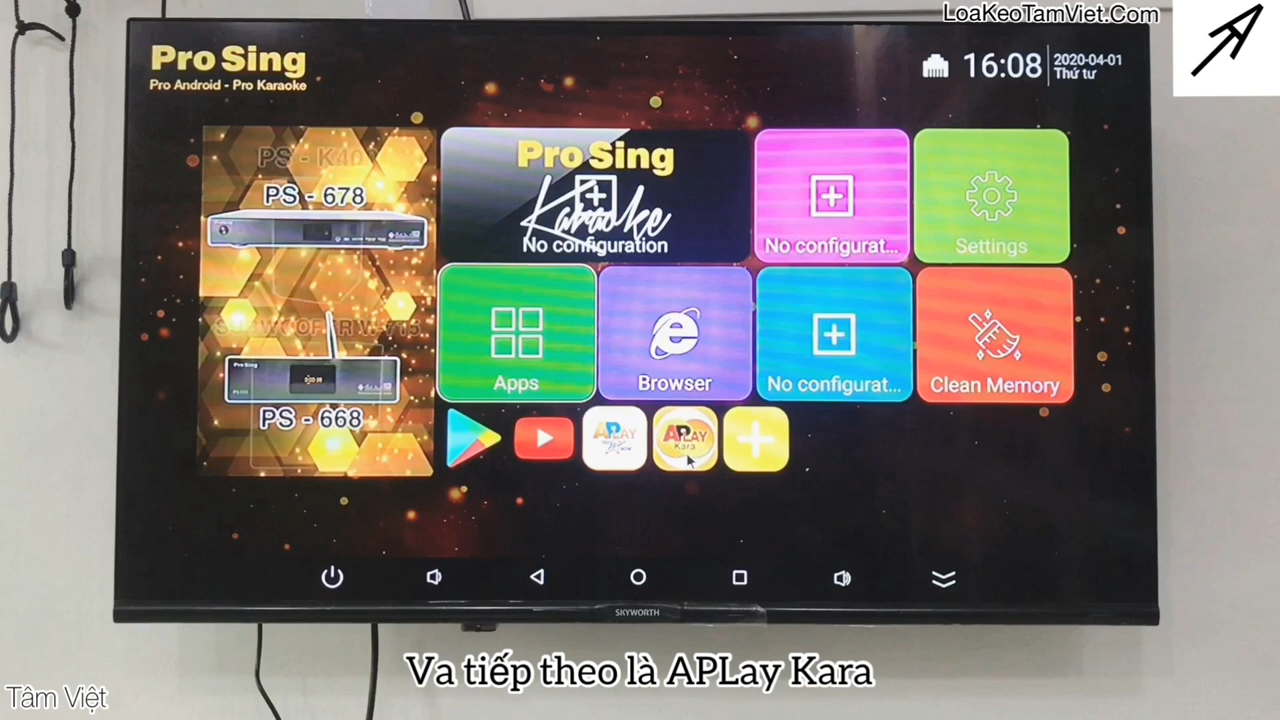 LoaKeoTamViet.Com
Pro Sing
Pro Android - Pro Karaoke
16:08
2020-04-01
Thứ tư
PS - K40
PS - 678
PS - 668
Pro Sing
Karaoke
No configuration
No configurat...
Settings
Apps
Browser
No configurat...
Clean Memory
APLAY
APLAY
Kara
SKYWORTH
Va tiếp theo là APLay Kara
Tâm Việt